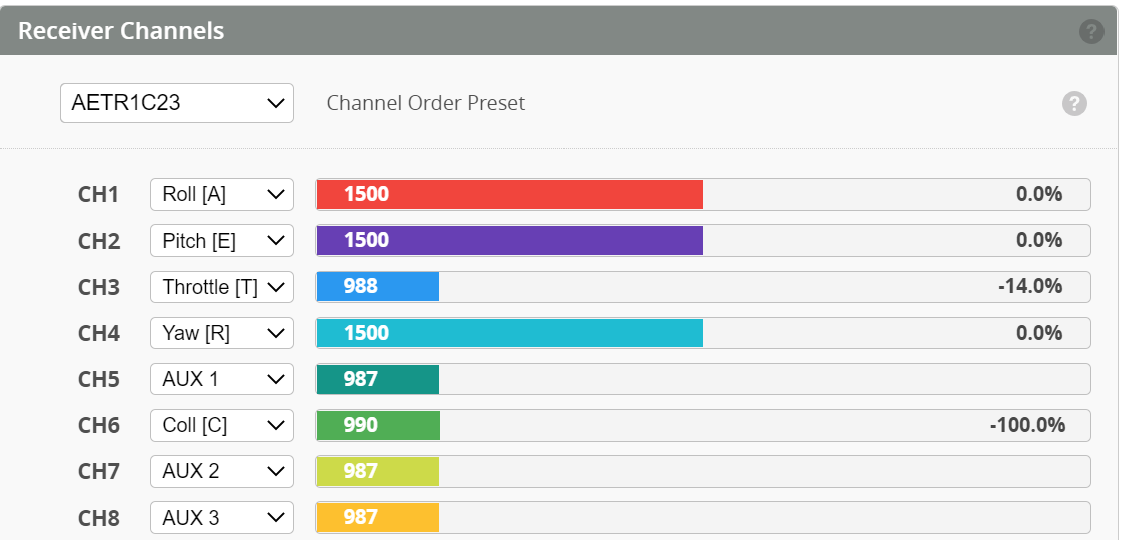 Receiver Channels ?
AETR1C23 Channel Order Preset ?
CH1 Roll [A] 1500 0.0%
CH2 Pitch [E] 1500 0.0%
CH3 Throttle [T] 988 -14.0%
CH4 Yaw [R] 1500 0.0%
CH5 AUX 1 987
CH6 Coll [C] 990 -100.0%
CH7 AUX 2 987
CH8 AUX 3 987